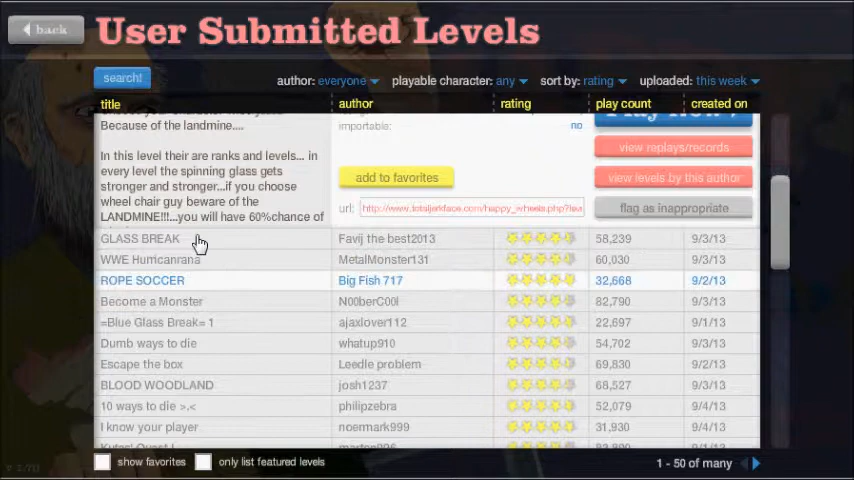 back
User Submitted Levels
search!
author: everyone playable character: any sort by: rating uploaded: this week
title author rating play count created on
Because of the landmine....
importable: no
In this level their are ranks and levels... in
every level the spinning glass gets
stronger and stronger...if you choose
wheel chair guy beware of the
LANDMINE!!!...you will have 60%chance of
view replays/records
add to favorites
view levels by this author
url: http://www.totaljerkface.com/happy_wheels.php?lev
flag as inappropriate
GLASS BREAK Favij the best2013 58,239 9/3/13
WWE Hurricanrana MetalMonster131 60,030 9/3/13
ROPE SOCCER Big Fish 717 32,668 9/2/13
Become a Monster N00berC00l 82,790 9/3/13
=Blue Glass Break= 1 ajaxlover112 22,697 9/1/13
Dumb ways to die whatup910 54,702 9/3/13
Escape the box Leedle problem 69,830 9/2/13
BLOOD WOODLAND josh1237 68,527 9/3/13
10 ways to die >.< philipzebra 52,079 9/4/13
I know your player noermark999 31,930 9/4/13
show favorites only list featured levels 1 - 50 of many